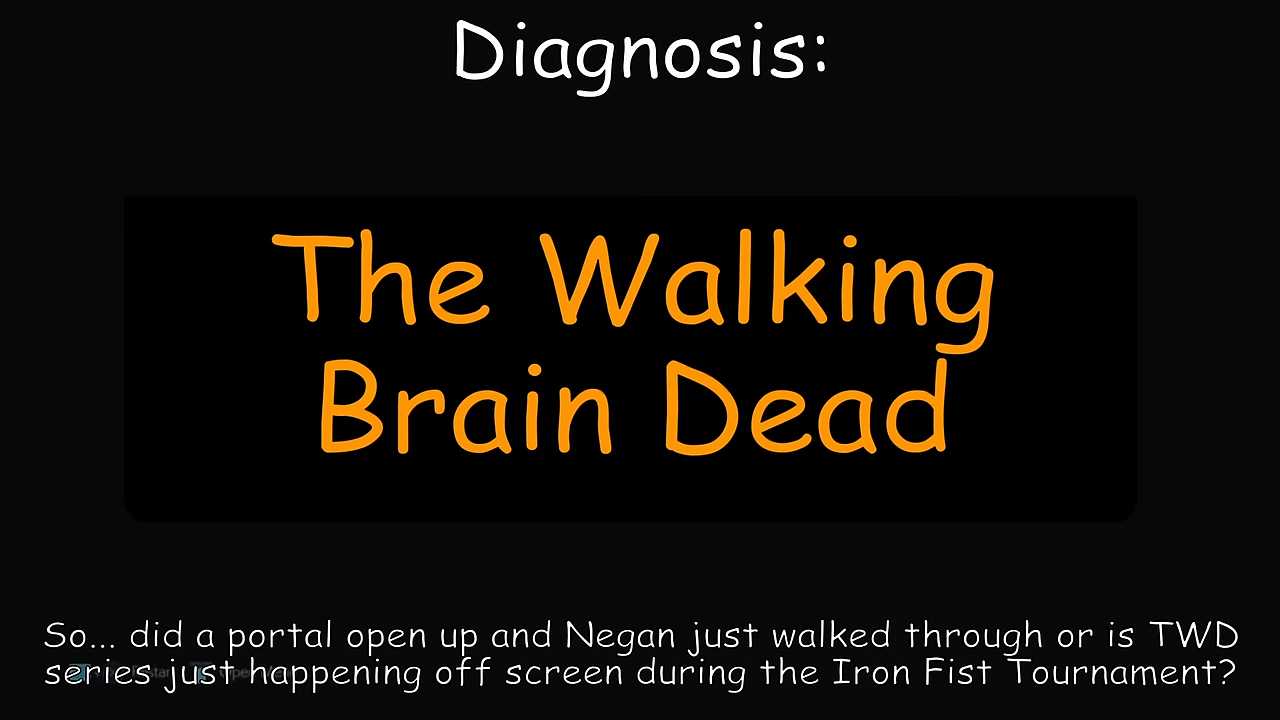 Diagnosis:
The Walking
Brain Dead
So... did a portal open up and Negan just walked through or is TWD
series just happening off screen during the Iron Fist Tournament?